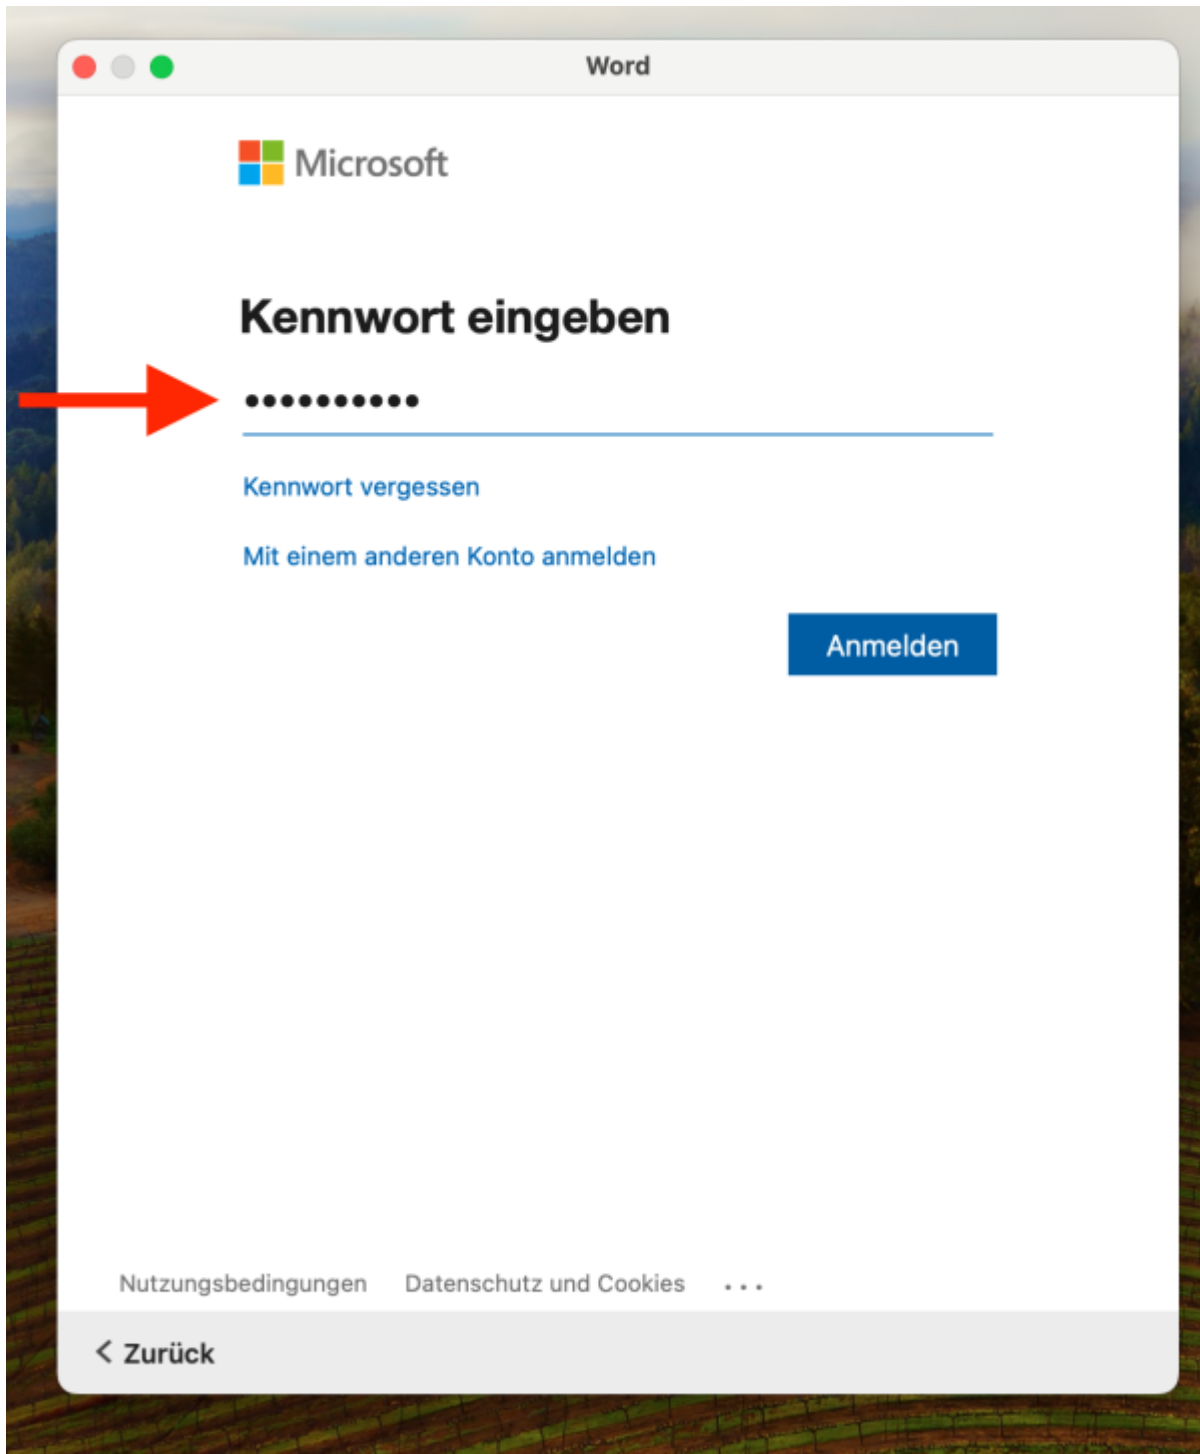 Word
Microsoft
Kennwort eingeben
••••••••••
Kennwort vergessen
Mit einem anderen Konto anmelden
Anmelden
Nutzungsbedingungen Datenschutz und Cookies ...
< Zurück